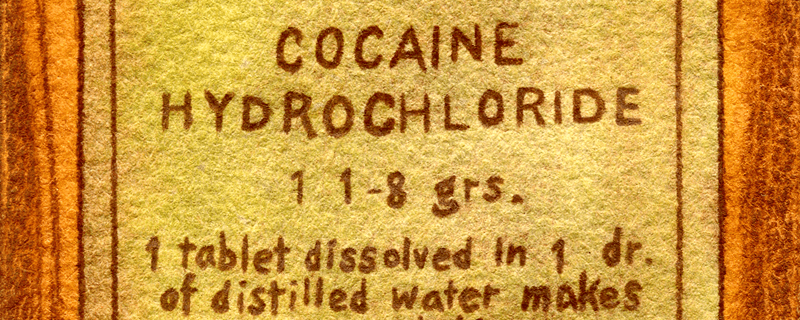 COCAINE
HYDROCHLORIDE
1 1-8 grs.
1 tablet dissolved in 1 dr.
of distilled water makes